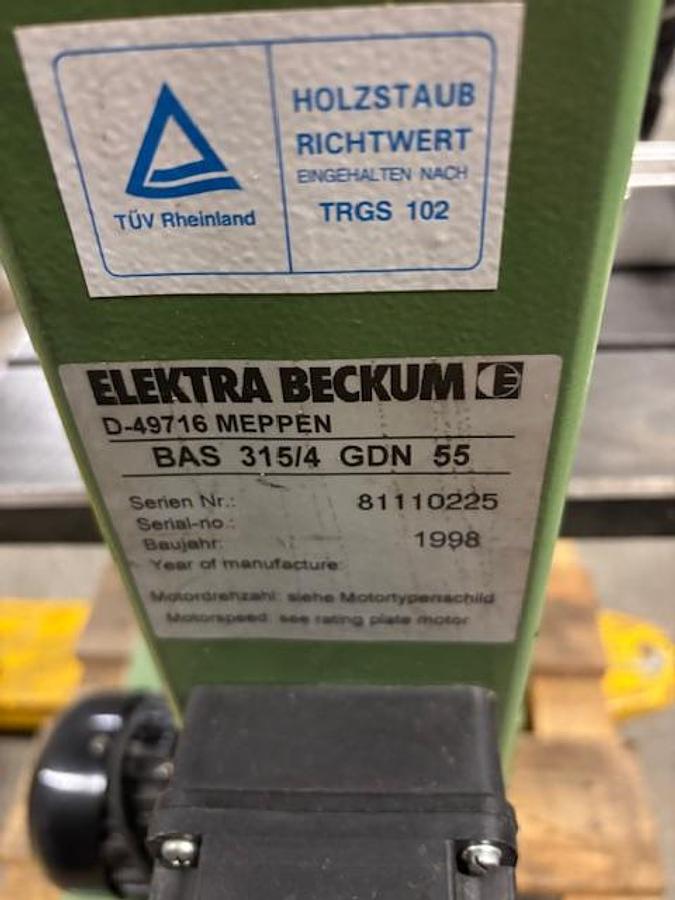 TÜV Rheinland
HOLZSTAUB
RICHTWERT
EINGEHALTEN NACH
TRGS 102
ELEKTRA BECKUM E
D-49716 MEPPEN
BAS 315/4 GDN 55
Serien Nr.: 81110225
Serial-no.:
Baujahr: 1998
Year of manufacture:
Motordrehzahl: siehe Motortypenschild
Motorspeed: see rating plate motor